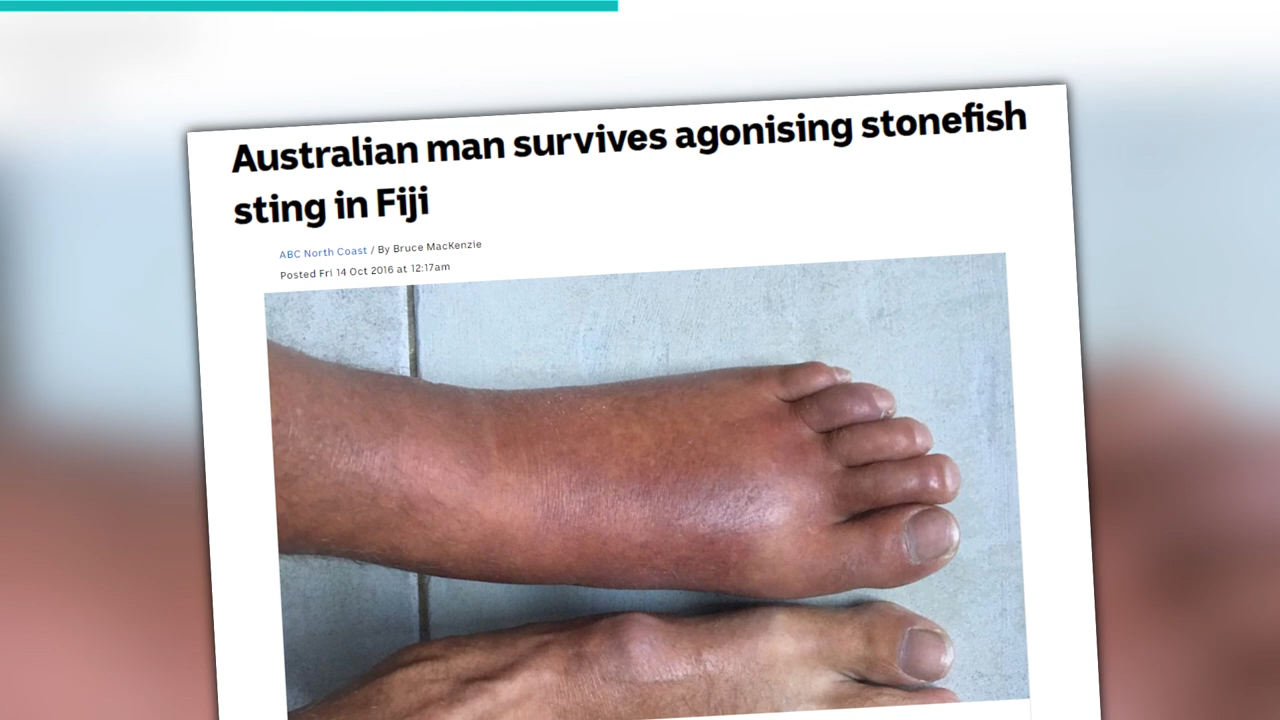 Australian man survives agonising stonefish
sting in Fiji
ABC North Coast / By Bruce MacKenzie
Posted Fri 14 Oct 2016 at 12:17am